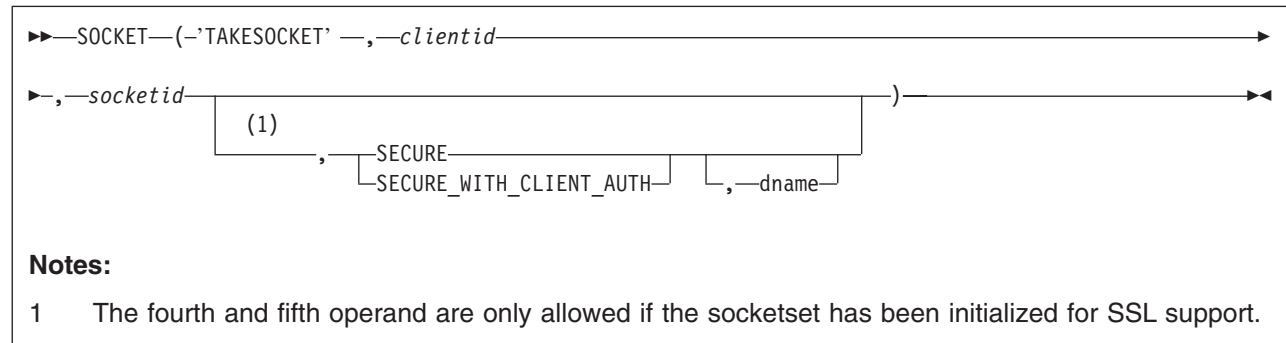 SOCKET ( ’TAKESOCKET’ , clientid
, socketid )
(1)
, SECURE
SECURE_WITH_CLIENT_AUTH , dname
Notes:
1 The fourth and fifth operand are only allowed if the socketset has been initialized for SSL support.